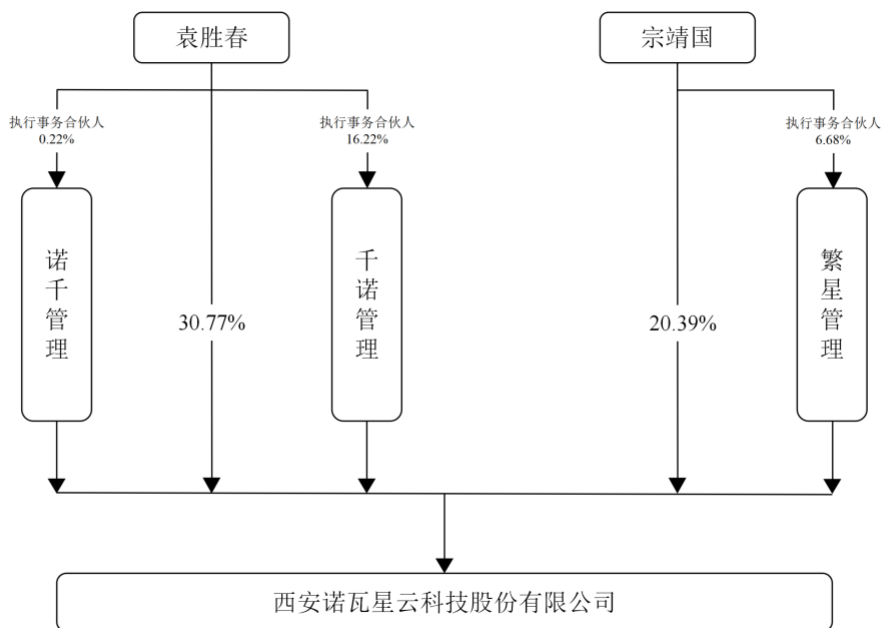 袁胜春
宗靖国
执行事务合伙人
0.22%
执行事务合伙人
16.22%
执行事务合伙人
6.68%
诺千管理
30.77%
千诺管理
20.39%
繁星管理
西安诺瓦星云科技股份有限公司